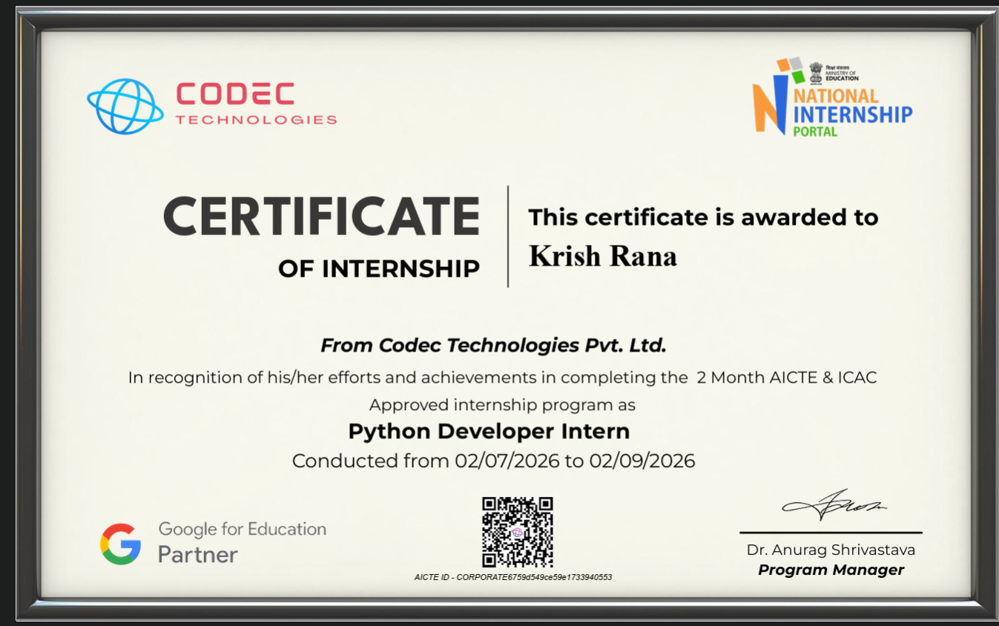 CODEC
TECHNOLOGIES
शिक्षा मंत्रालय
MINISTRY OF
EDUCATION
NATIONAL
INTERNSHIP
PORTAL
CERTIFICATE
OF INTERNSHIP
This certificate is awarded to
Krish Rana
From Codec Technologies Pvt. Ltd.
In recognition of his/her efforts and achievements in completing the  2 Month AICTE & ICAC
Approved internship program as
Python Developer Intern
Conducted from 02/07/2026 to 02/09/2026
Google for Education
Partner
AICTE ID - CORPORATE6759d549ce59e1733940553
Dr. Anurag Shrivastava
Program Manager